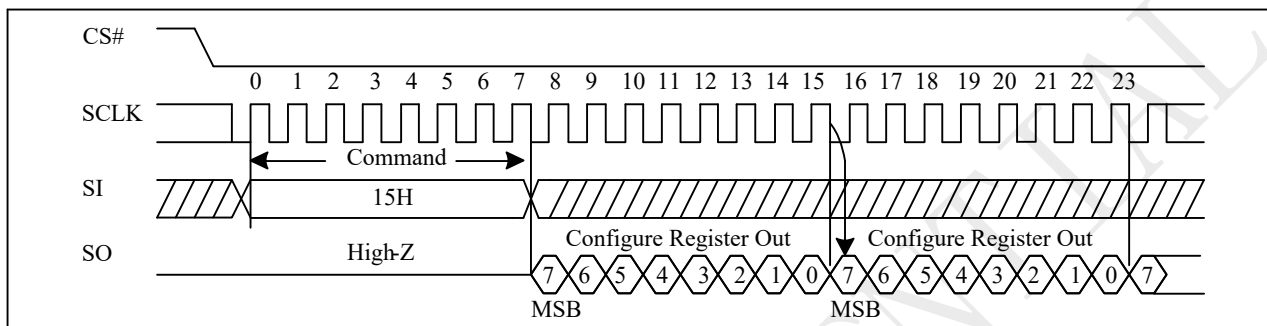 CS#
0 1 2 3 4 5 6 7 8 9 10 11 12 13 14 15 16 17 18 19 20 21 22 23
SCLK
Command
SI
15H
SO
High-Z
Configure Register Out
Configure Register Out
7 6 5 4 3 2 1 0 7 6 5 4 3 2 1 0 7
MSB
MSB